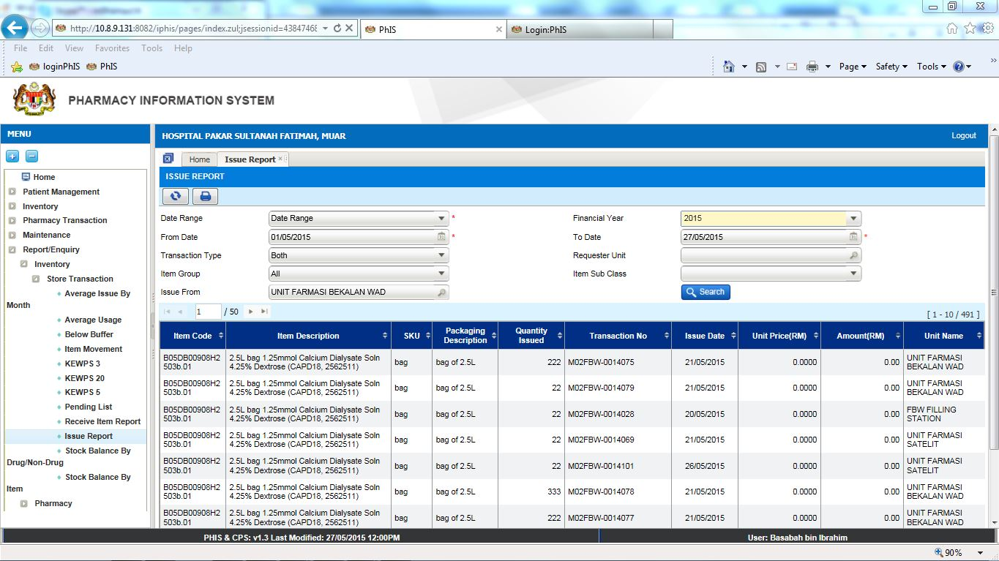 http://10.8.9.131:8082/iphis/pages/index.zul;jsessionid=4384746
PhIS
Login:PhIS
File Edit View Favorites Tools Help
loginPhIS PhIS
Page Safety Tools
PHARMACY INFORMATION SYSTEM
MENU
HOSPITAL PAKAR SULTANAH FATIMAH, MUAR
Logout
Home
Patient Management
Inventory
Pharmacy Transaction
Maintenance
Report/Enquiry
Inventory
Store Transaction
Average Issue By
Month
Average Usage
Below Buffer
Item Movement
KEWPS 3
KEWPS 20
KEWPS 5
Pending List
Receive Item Report
Issue Report
Stock Balance By
Drug/Non-Drug
Stock Balance By
Item
Pharmacy
Home Issue Report
ISSUE REPORT
Date Range Date Range * Financial Year 2015
From Date 01/05/2015 * To Date 27/05/2015 *
Transaction Type Both Requester Unit
Item Group All Item Sub Class
Issue From UNIT FARMASI BEKALAN WAD Search
1 / 50 [ 1 - 10 / 491 ]
Item Code Item Description SKU Packaging Description Quantity Issued Transaction No Issue Date Unit Price(RM) Amount(RM) Unit Name
B05DB00908H2 2.5L bag 1.25mmol Calcium Dialysate Soln bag bag of 2.5L 222 M02FBW-0014075 21/05/2015 0.0000 0.00 UNIT FARMASI
503b.01 4.25% Dextrose (CAPD18, 2562511) BEKALAN WAD
B05DB00908H2 2.5L bag 1.25mmol Calcium Dialysate Soln bag bag of 2.5L 22 M02FBW-0014079 21/05/2015 0.0000 0.00 UNIT FARMASI
503b.01 4.25% Dextrose (CAPD18, 2562511) BEKALAN WAD
B05DB00908H2 2.5L bag 1.25mmol Calcium Dialysate Soln bag bag of 2.5L 22 M02FBW-0014028 20/05/2015 0.0000 0.00 FBW FILLING
503b.01 4.25% Dextrose (CAPD18, 2562511) STATION
B05DB00908H2 2.5L bag 1.25mmol Calcium Dialysate Soln bag bag of 2.5L 22 M02FBW-0014069 21/05/2015 0.0000 0.00 UNIT FARMASI
503b.01 4.25% Dextrose (CAPD18, 2562511) SATELIT
B05DB00908H2 2.5L bag 1.25mmol Calcium Dialysate Soln bag bag of 2.5L 22 M02FBW-0014101 26/05/2015 0.0000 0.00 UNIT FARMASI
503b.01 4.25% Dextrose (CAPD18, 2562511) SATELIT
B05DB00908H2 2.5L bag 1.25mmol Calcium Dialysate Soln bag bag of 2.5L 333 M02FBW-0014078 21/05/2015 0.0000 0.00 UNIT FARMASI
503b.01 4.25% Dextrose (CAPD18, 2562511) BEKALAN WAD
B05DB00908H2 2.5L bag 1.25mmol Calcium Dialysate Soln bag bag of 2.5L 222 M02FBW-0014077 21/05/2015 0.0000 0.00 UNIT FARMASI
503b.01 4.25% Dextrose (CAPD18, 2562511) BEKALAN WAD
PHIS & CPS: v1.3 Last Modified: 27/05/2015 12:00PM
User: Basabah bin Ibrahim
90%